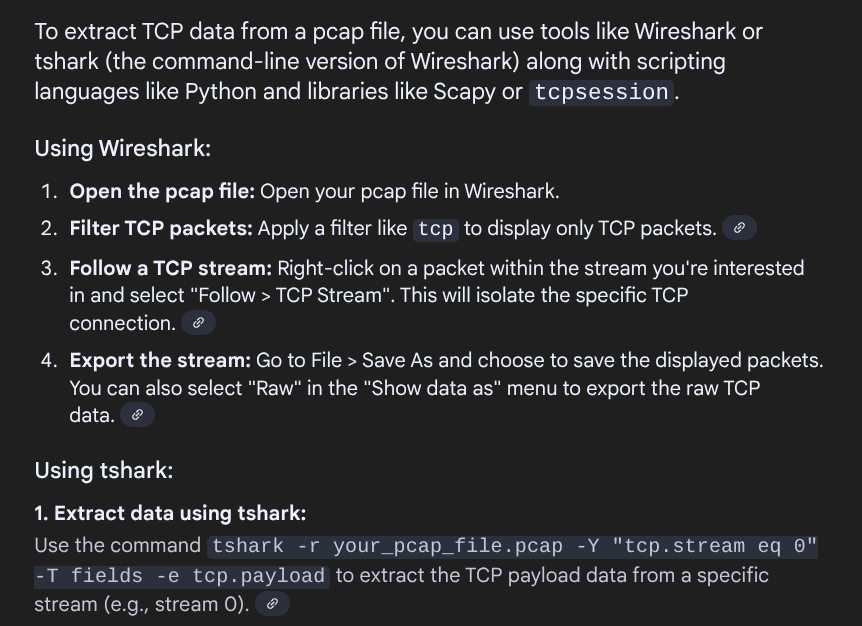 To extract TCP data from a pcap file, you can use tools like Wireshark or
tshark (the command-line version of Wireshark) along with scripting
languages like Python and libraries like Scapy or tcpsession.
Using Wireshark:
1. Open the pcap file: Open your pcap file in Wireshark.
2. Filter TCP packets: Apply a filter like tcp to display only TCP packets.
3. Follow a TCP stream: Right-click on a packet within the stream you're interested
in and select "Follow > TCP Stream". This will isolate the specific TCP
connection.
4. Export the stream: Go to File > Save As and choose to save the displayed packets.
You can also select "Raw" in the "Show data as" menu to export the raw TCP
data.
Using tshark:
1. Extract data using tshark:
Use the command tshark -r your_pcap_file.pcap -Y "tcp.stream eq 0"
-T fields -e tcp.payload to extract the TCP payload data from a specific
stream (e.g., stream 0).